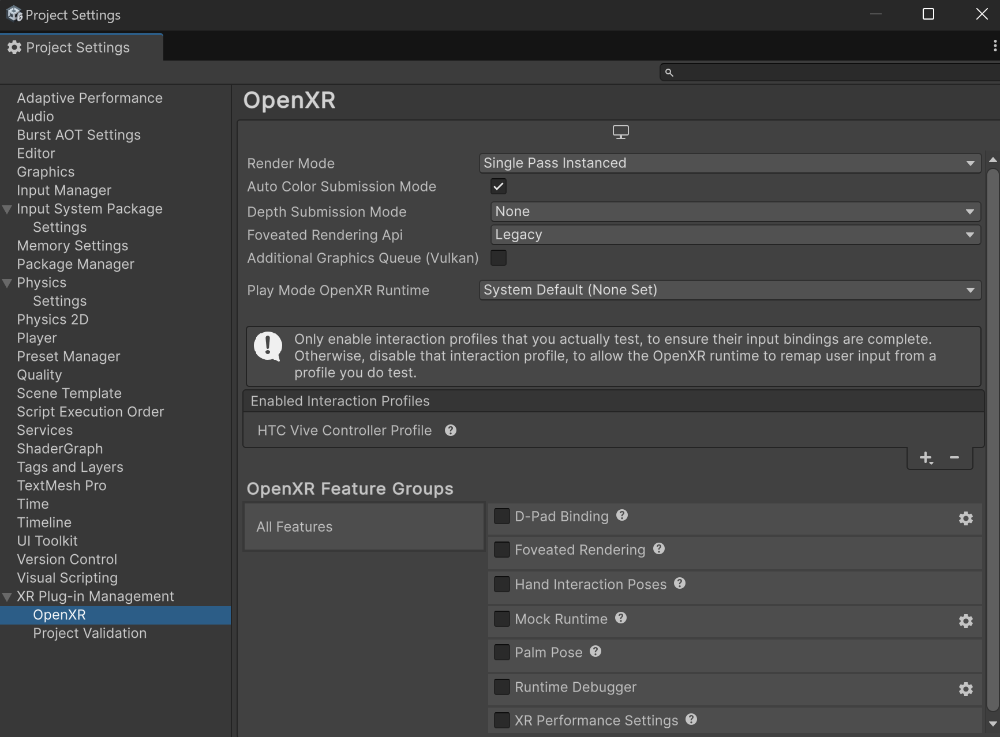 Project Settings
Project Settings
Adaptive Performance
Audio
Burst AOT Settings
Editor
Graphics
Input Manager
Input System Package
Settings
Memory Settings
Package Manager
Physics
Settings
Physics 2D
Player
Preset Manager
Quality
Scene Template
Script Execution Order
Services
ShaderGraph
Tags and Layers
TextMesh Pro
Time
Timeline
UI Toolkit
Version Control
Visual Scripting
XR Plug-in Management
OpenXR
Project Validation
OpenXR
Render Mode Single Pass Instanced
Auto Color Submission Mode
Depth Submission Mode None
Foveated Rendering Api Legacy
Additional Graphics Queue (Vulkan)
Play Mode OpenXR Runtime System Default (None Set)
Only enable interaction profiles that you actually test, to ensure their input bindings are complete.
Otherwise, disable that interaction profile, to allow the OpenXR runtime to remap user input from a
profile you do test.
Enabled Interaction Profiles
HTC Vive Controller Profile
OpenXR Feature Groups
All Features
D-Pad Binding
Foveated Rendering
Hand Interaction Poses
Mock Runtime
Palm Pose
Runtime Debugger
XR Performance Settings